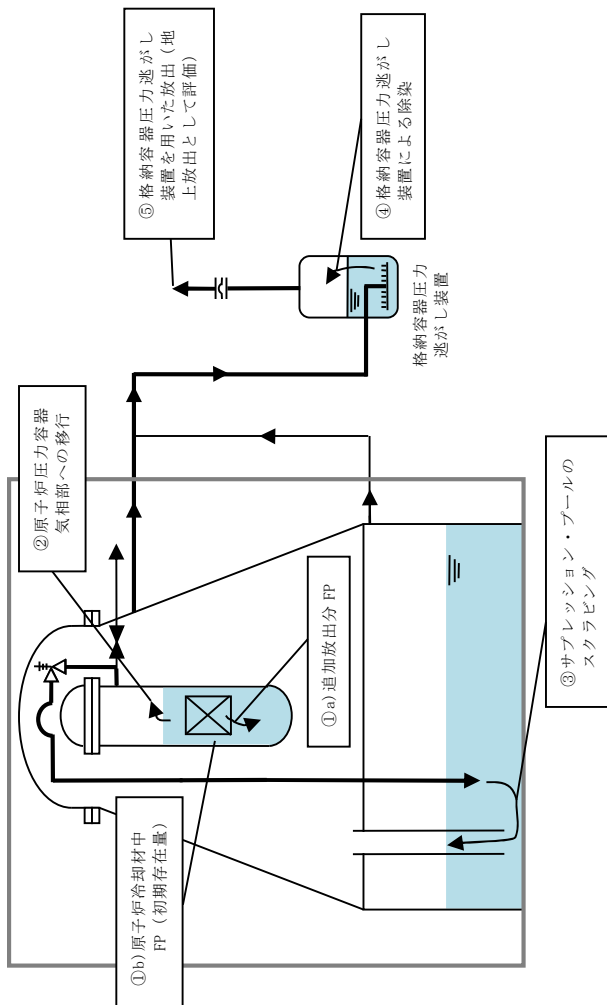 ①b)原子炉冷却材中
FP（初期存在量）
②原子炉圧力容器
気相部への移行
⑤格納容器圧力逃がし
装置を用いた放出（地
上放出として評価）
①a)追加放出分 FP
④格納容器圧力逃がし
装置による除染
格納容器圧力
逃がし装置
③サプレッション・プールの
スクラビング